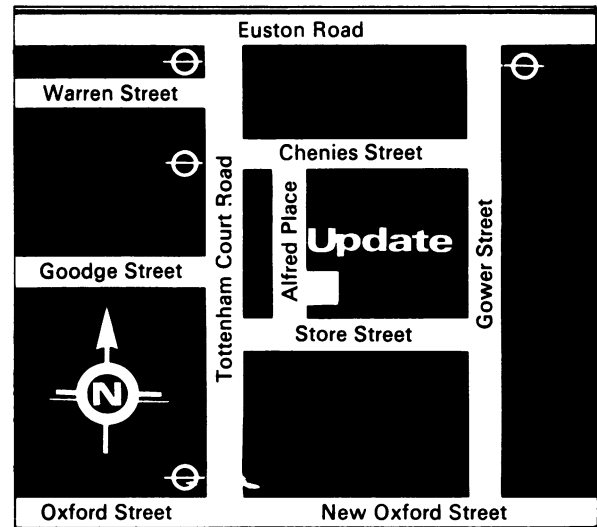 Euston Road
Warren Street
Chenies Street
Tottenham Court Road
Alfred Place
Update
Gower Street
Goodge Street
Store Street
N
Oxford Street
New Oxford Street